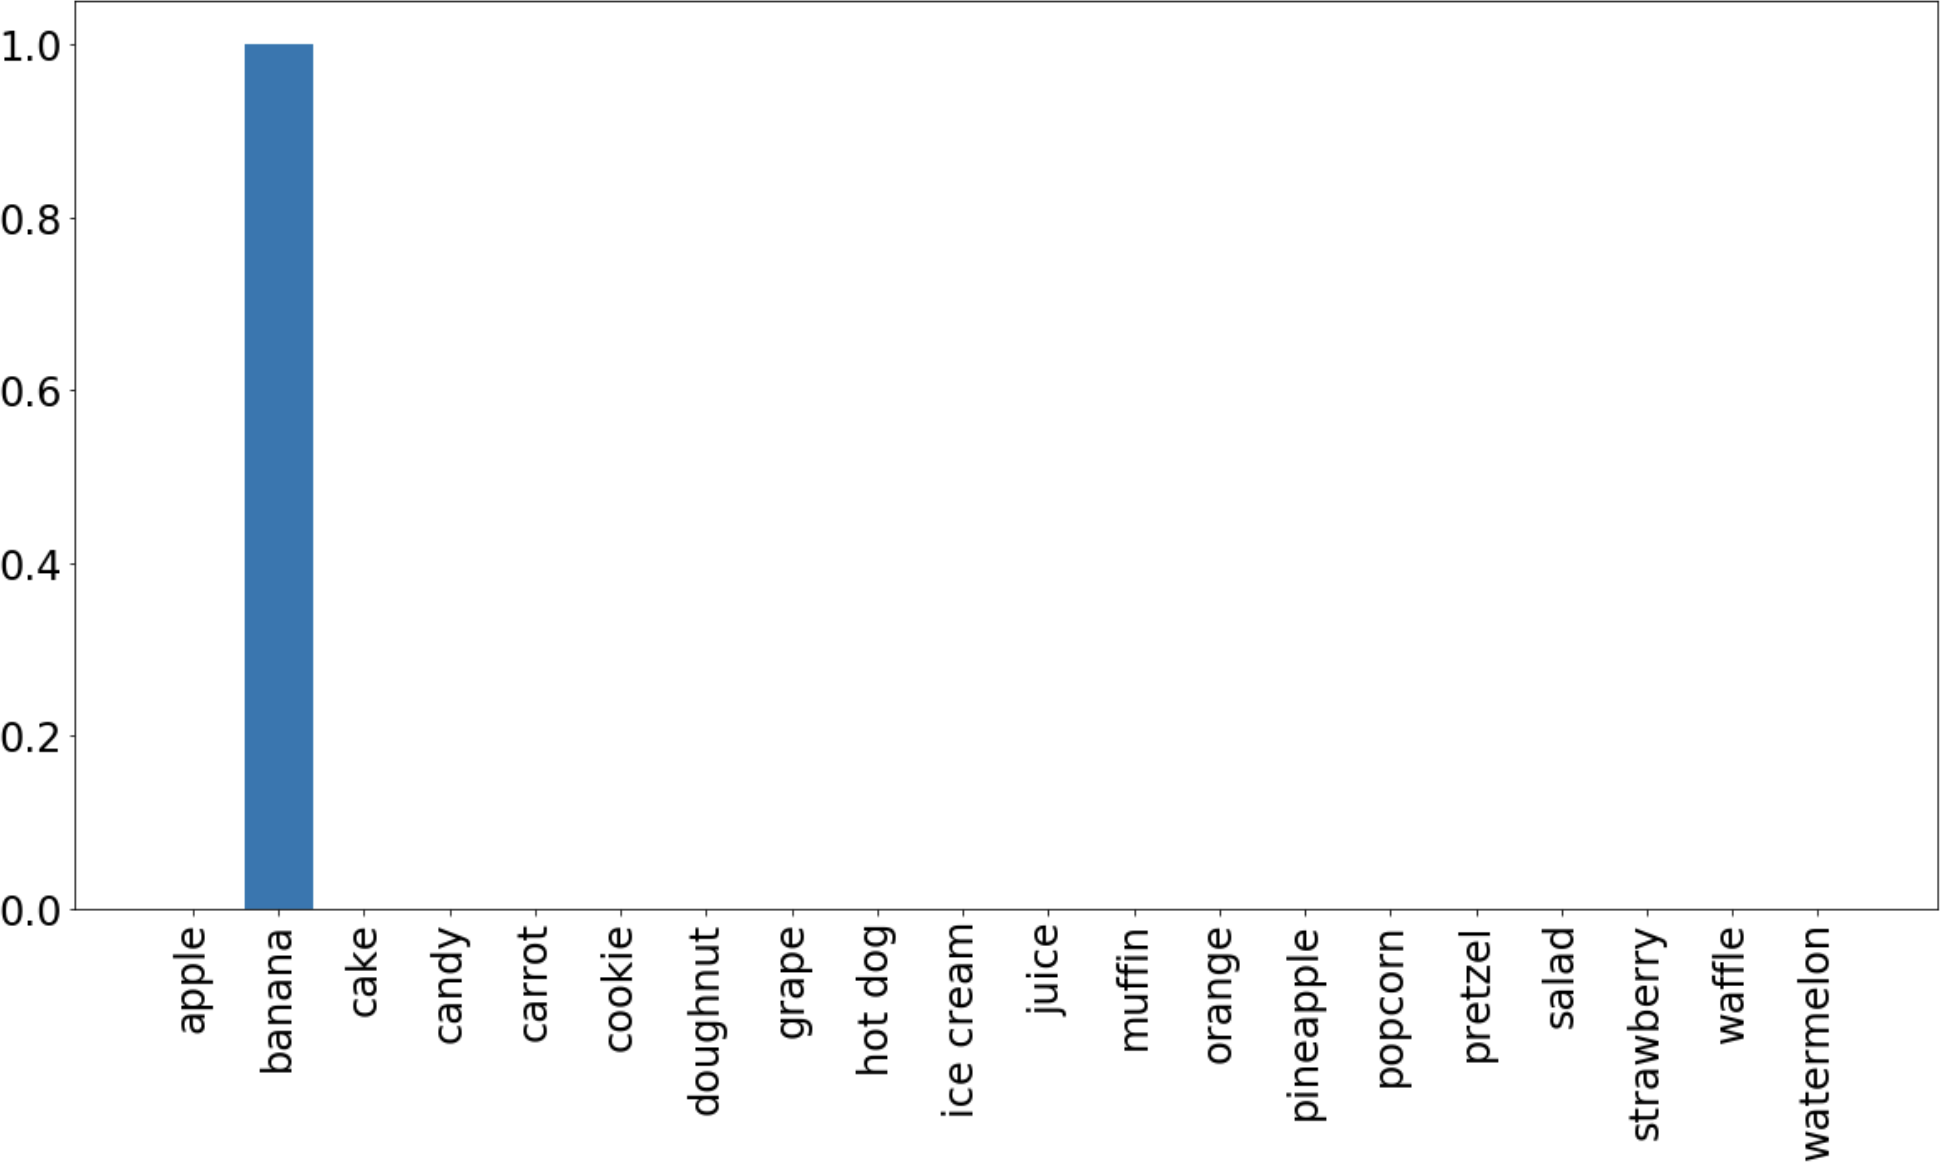 1.0
0.8
0.6
0.4
0.2
0.0
apple
banana
cake
candy
carrot
cookie
doughnut
grape
hot dog
ice cream
juice
muffin
orange
pineapple
popcorn
pretzel
salad
strawberry
waffle
watermelon